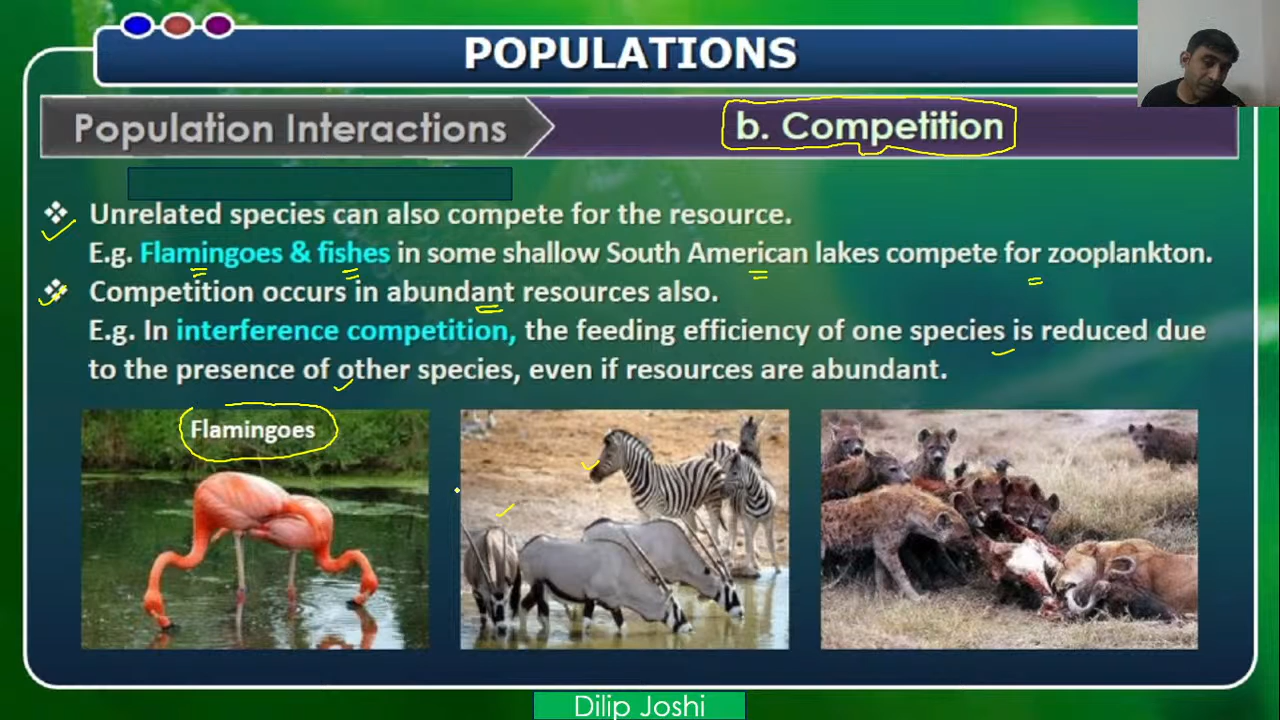 POPULATIONS
Population Interactions
b. Competition
❖ Unrelated species can also compete for the resource.
E.g. Flamingoes & fishes in some shallow South American lakes compete for zooplankton.
❖ Competition occurs in abundant resources also.
E.g. In interference competition, the feeding efficiency of one species is reduced due
to the presence of other species, even if resources are abundant.
Flamingoes
Dilip Joshi